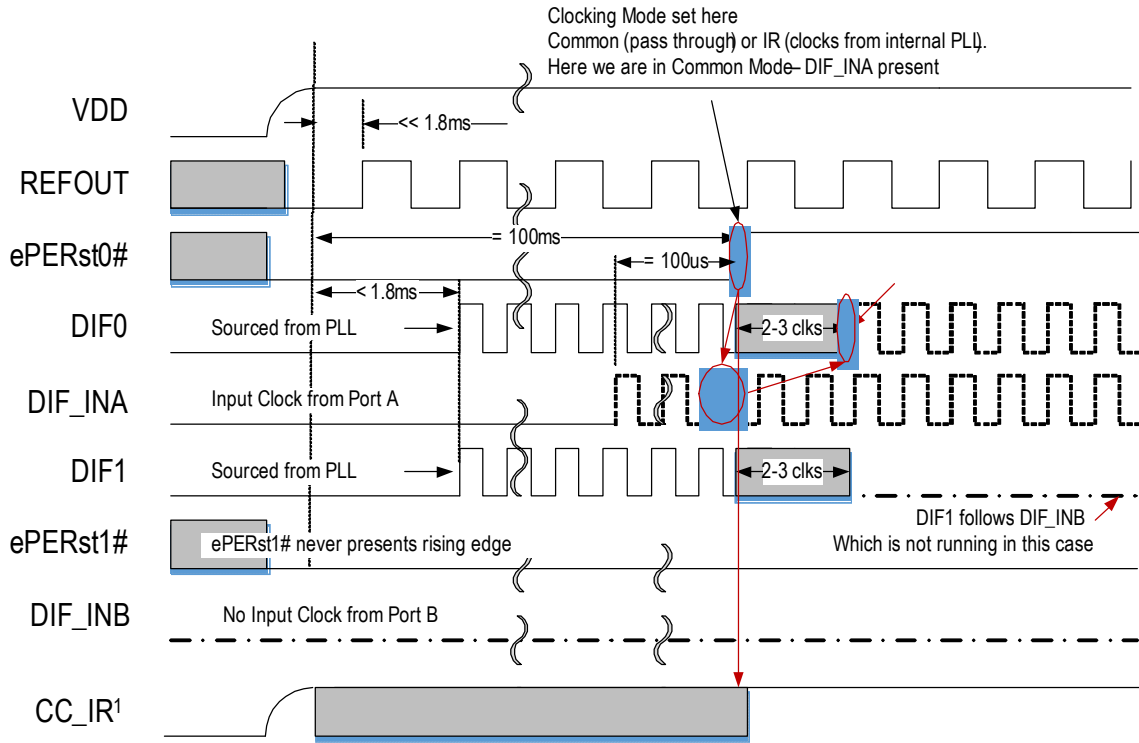 Clocking Mode set here
Common (pass through) or IR (clocks from internal PLL).
Here we are in Common Mode– DIF_INA present
VDD
<< 1.8ms
REFOUT
= 100ms
ePERst0#
= 100us
< 1.8ms
DIF0
Sourced from PLL
2-3 clks
DIF_INA
Input Clock from Port A
DIF1
Sourced from PLL
2-3 clks
DIF1 follows DIF_INB
Which is not running in this case
ePERst1#
ePERst1# never presents rising edge
DIF_INB
No Input Clock from Port B
CC_IR¹